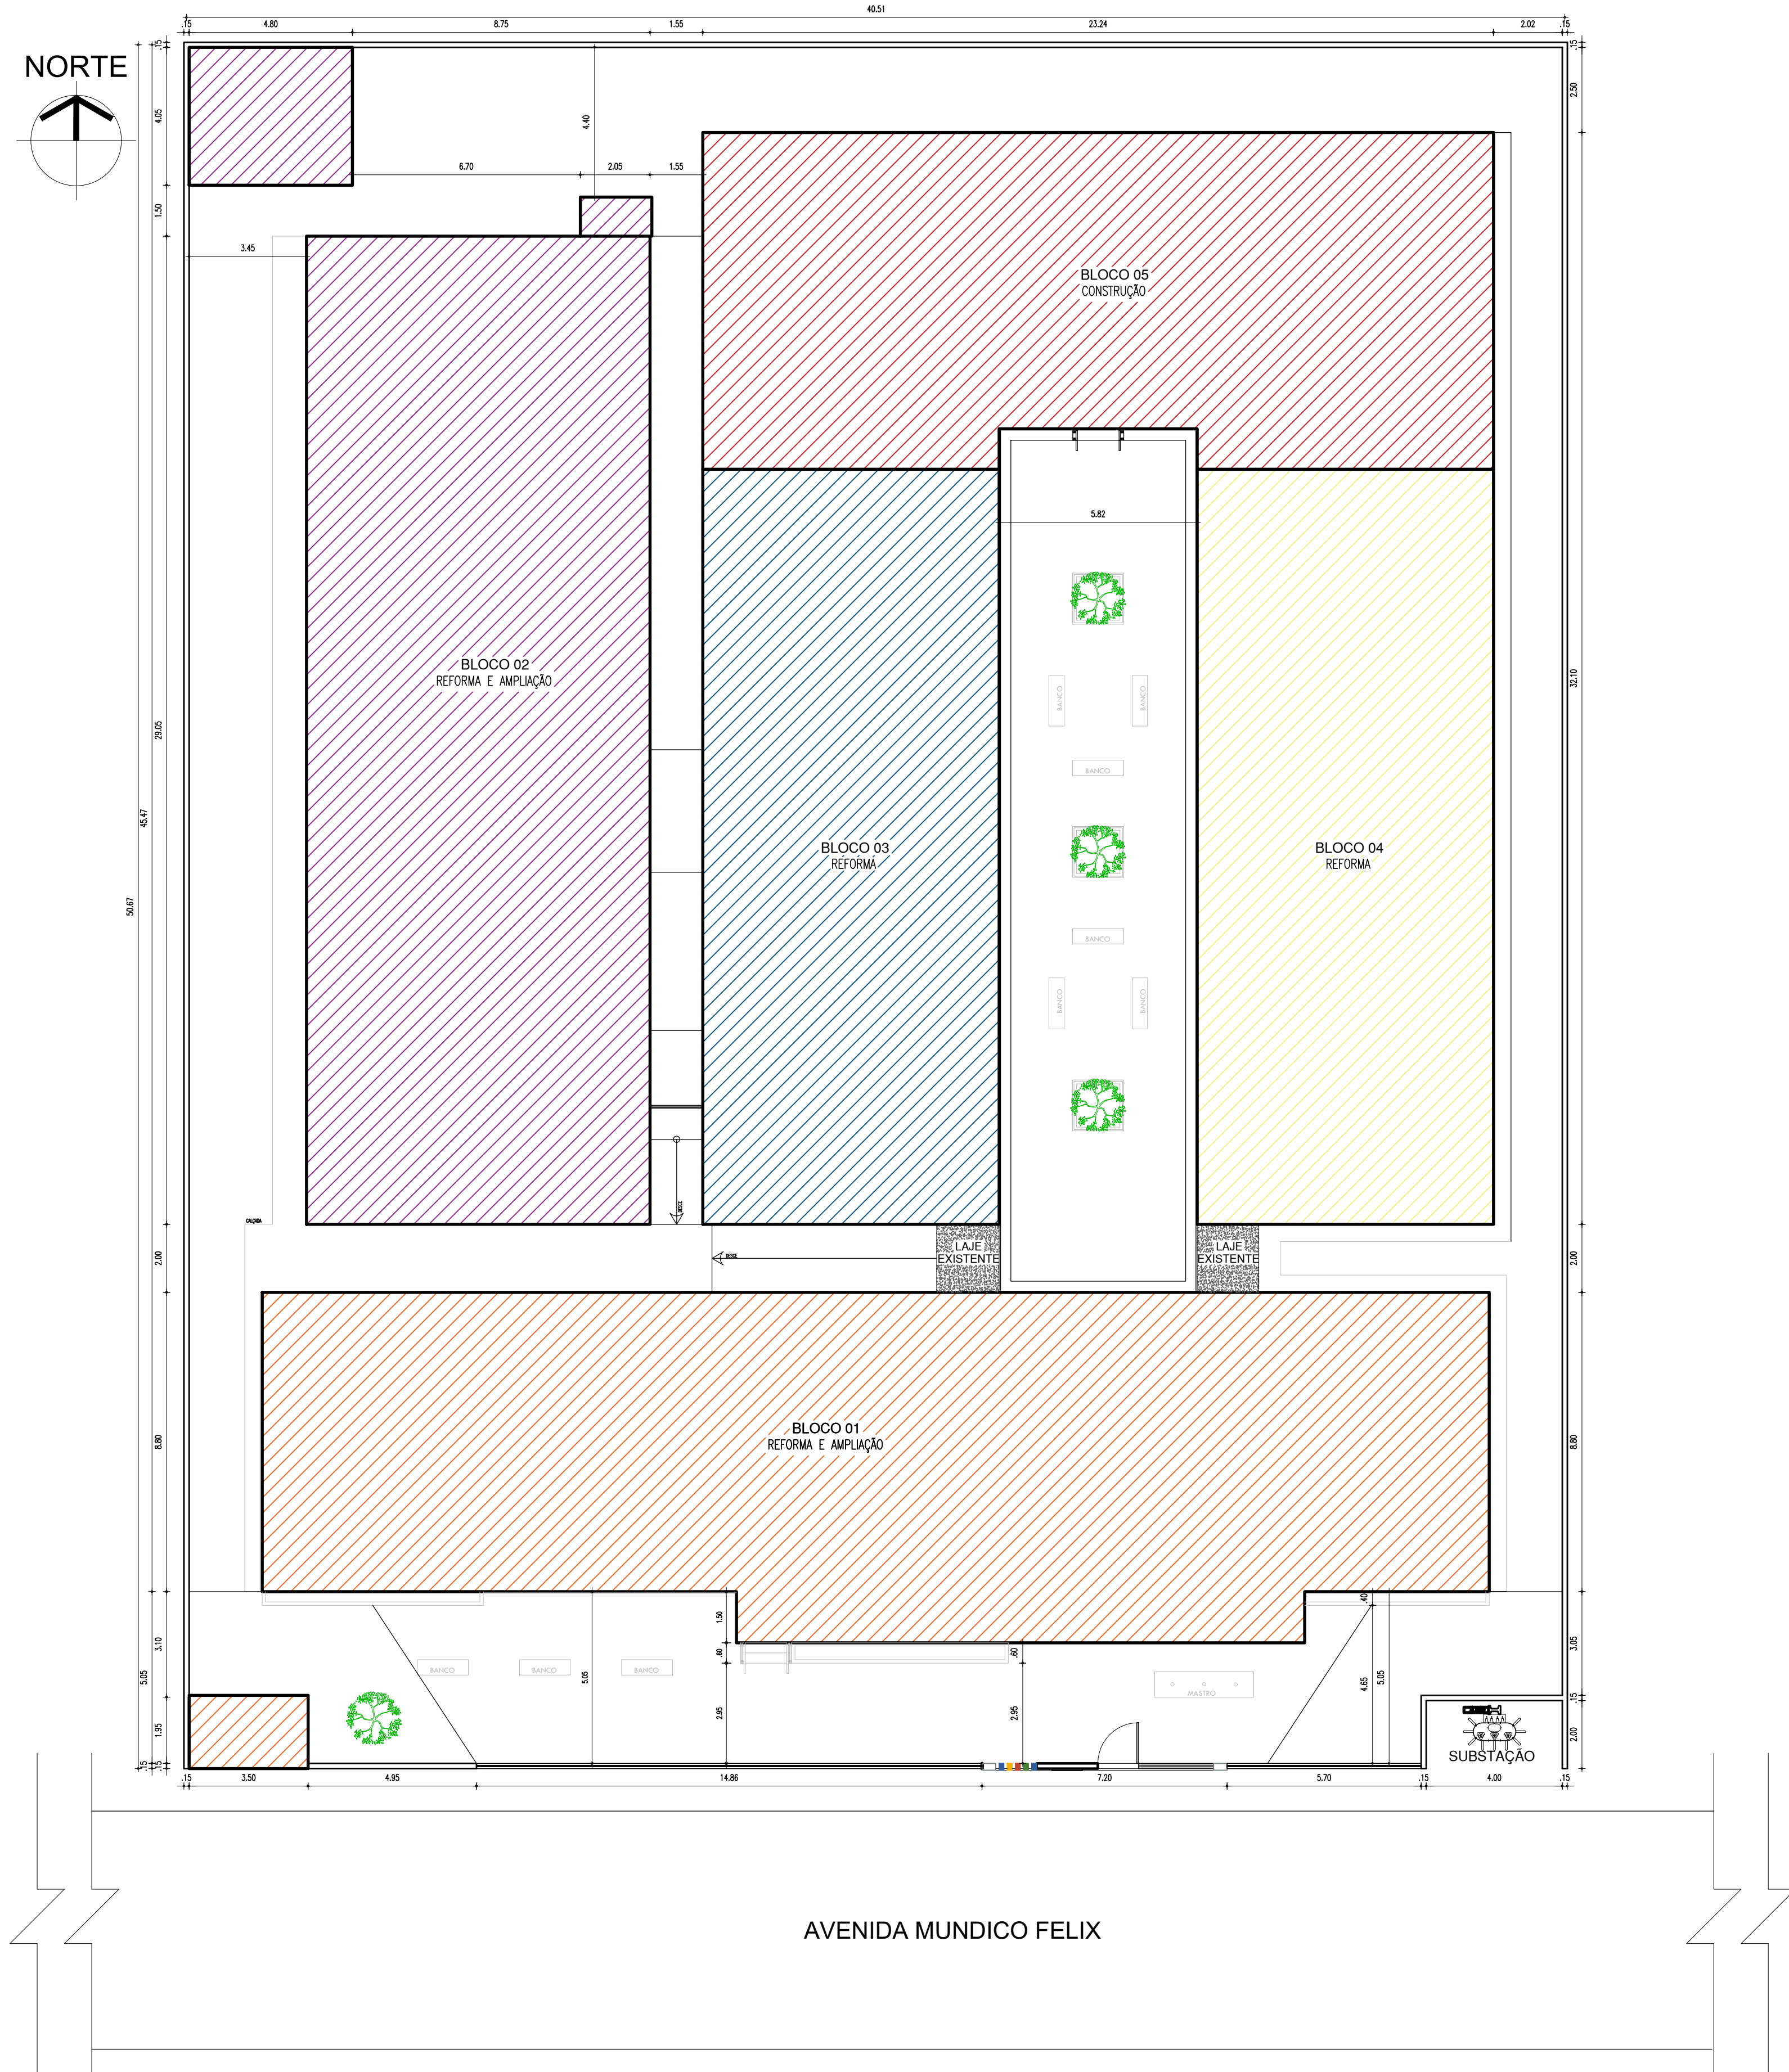 40.51
.15 4.80 8.75 1.55 23.24 2.02 .15
NORTE
.15
.15
4.05
2.50
4.40
6.70 2.05 1.55
1.50
3.45
BLOCO 05
CONSTRUÇÃO
5.82
BLOCO 02
REFORMA E AMPLIAÇÃO
32.10
BANCO
BANCO
29.05
BANCO
45.47
BLOCO 03
REFORMA
BLOCO 04
REFORMA
50.67
BANCO
BANCO
BANCO
DESCE
CALÇADA
2.00
DESCE
LAJE
EXISTENTE
LAJE
EXISTENTE
2.00
BLOCO 01
REFORMA E AMPLIAÇÃO
8.80
8.80
.40
1.50
3.10
.60
.60
3.05
BANCO
BANCO
BANCO
5.05
5.05
4.65
5.05
MASTRO
.15
2.95
2.95
1.95
2.00
SUBSTAÇÃO
.15
.15
.15 3.50 4.95 14.86 7.20 5.70 .15 4.00 .15
AVENIDA MUNDICO FELIX